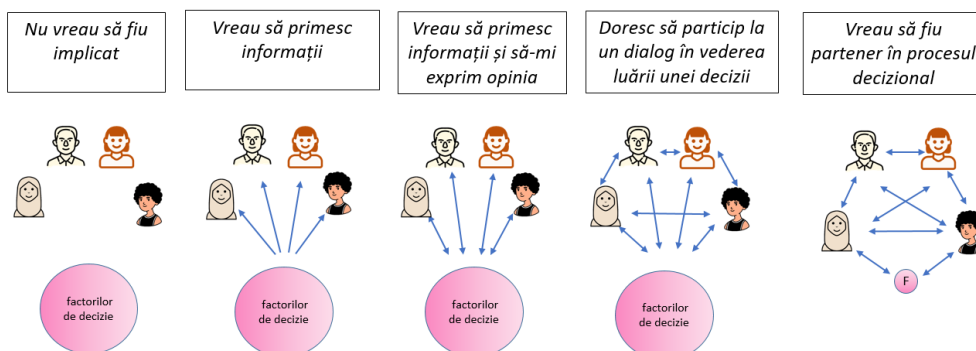 Nu vreau să fiu
implicat
Vreau să primesc
informații
Vreau să primesc
informații și să-mi
exprim opinia
Doresc să particip la
un dialog în vederea
luării unei decizii
Vreau să fiu
partener în procesul
decizional
factorilor
de decizie
factorilor
de decizie
factorilor
de decizie
factorilor
de decizie
F